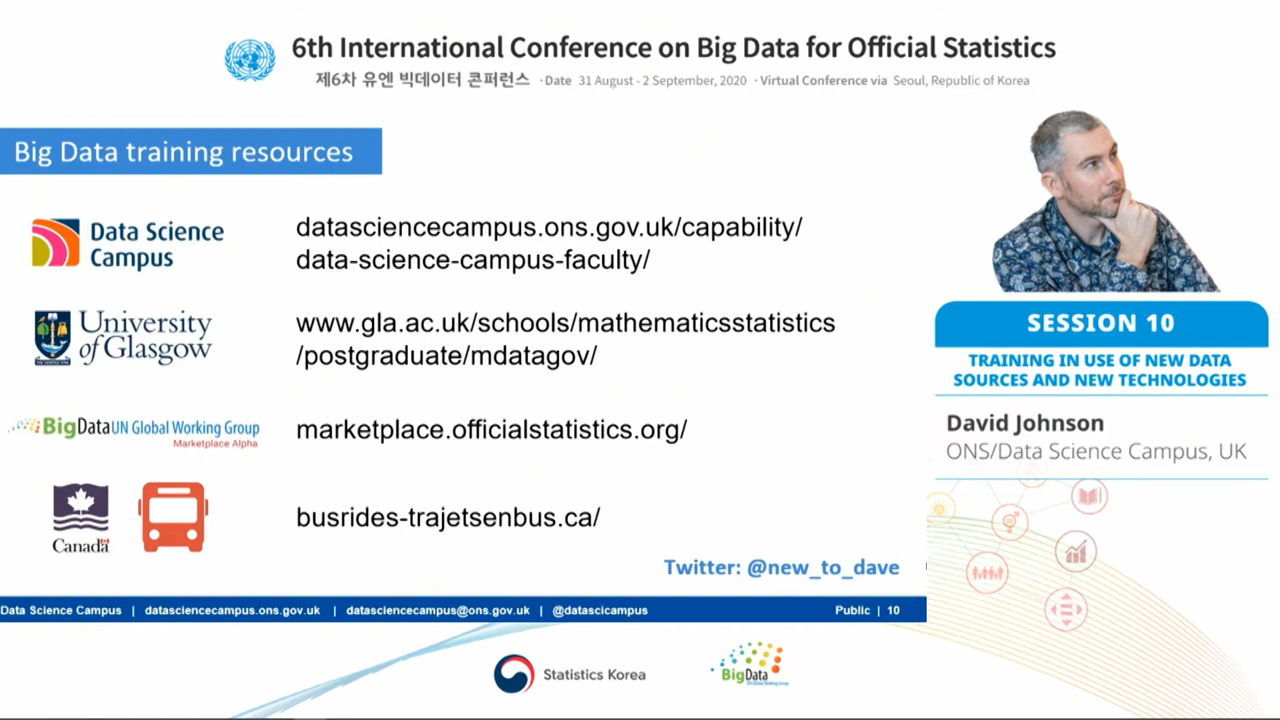 6th International Conference on Big Data for Official Statistics
제6차 유엔 빅데이터 콘퍼런스 · Date 31 August - 2 September, 2020 · Virtual Conference via Seoul, Republic of Korea
Big Data training resources
Data Science
Campus
datasciencecampus.ons.gov.uk/capability/
data-science-campus-faculty/
University
of Glasgow
www.gla.ac.uk/schools/mathematicsstatistics
/postgraduate/mdatagov/
BigData UN Global Working Group
Marketplace Alpha
marketplace.officialstatistics.org/
Canada
busrides-trajetsenbus.ca/
Twitter: @new_to_dave
Data Science Campus | datasciencecampus.ons.gov.uk | datasciencecampus@ons.gov.uk | @datascicampus Public | 10
SESSION 10
TRAINING IN USE OF NEW DATA
SOURCES AND NEW TECHNOLOGIES
David Johnson
ONS/Data Science Campus, UK
Statistics Korea
BigData
UN Global Working Group